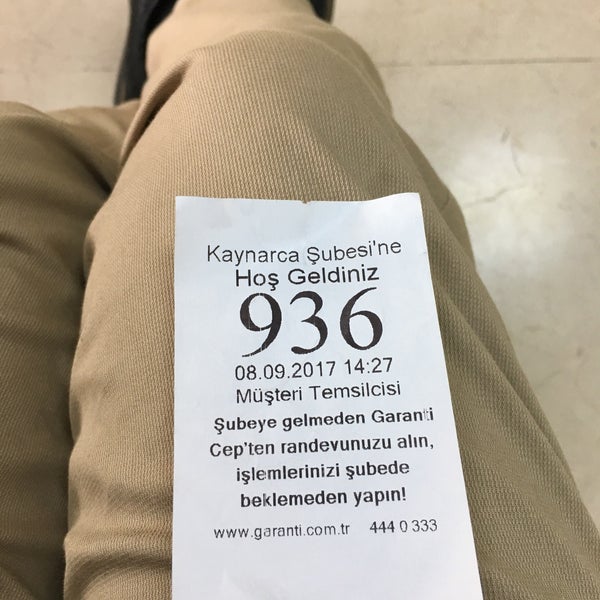 Kaynarca Şubesi'ne
Hoş Geldiniz
936
08.09.2017 14:27
Müşteri Temsilcisi
Şubeye gelmeden Garanti
Cep'ten randevunuzu alın,
işlemlerinizi şubede
beklemeden yapın!
www.garanti.com.tr 444 0 333